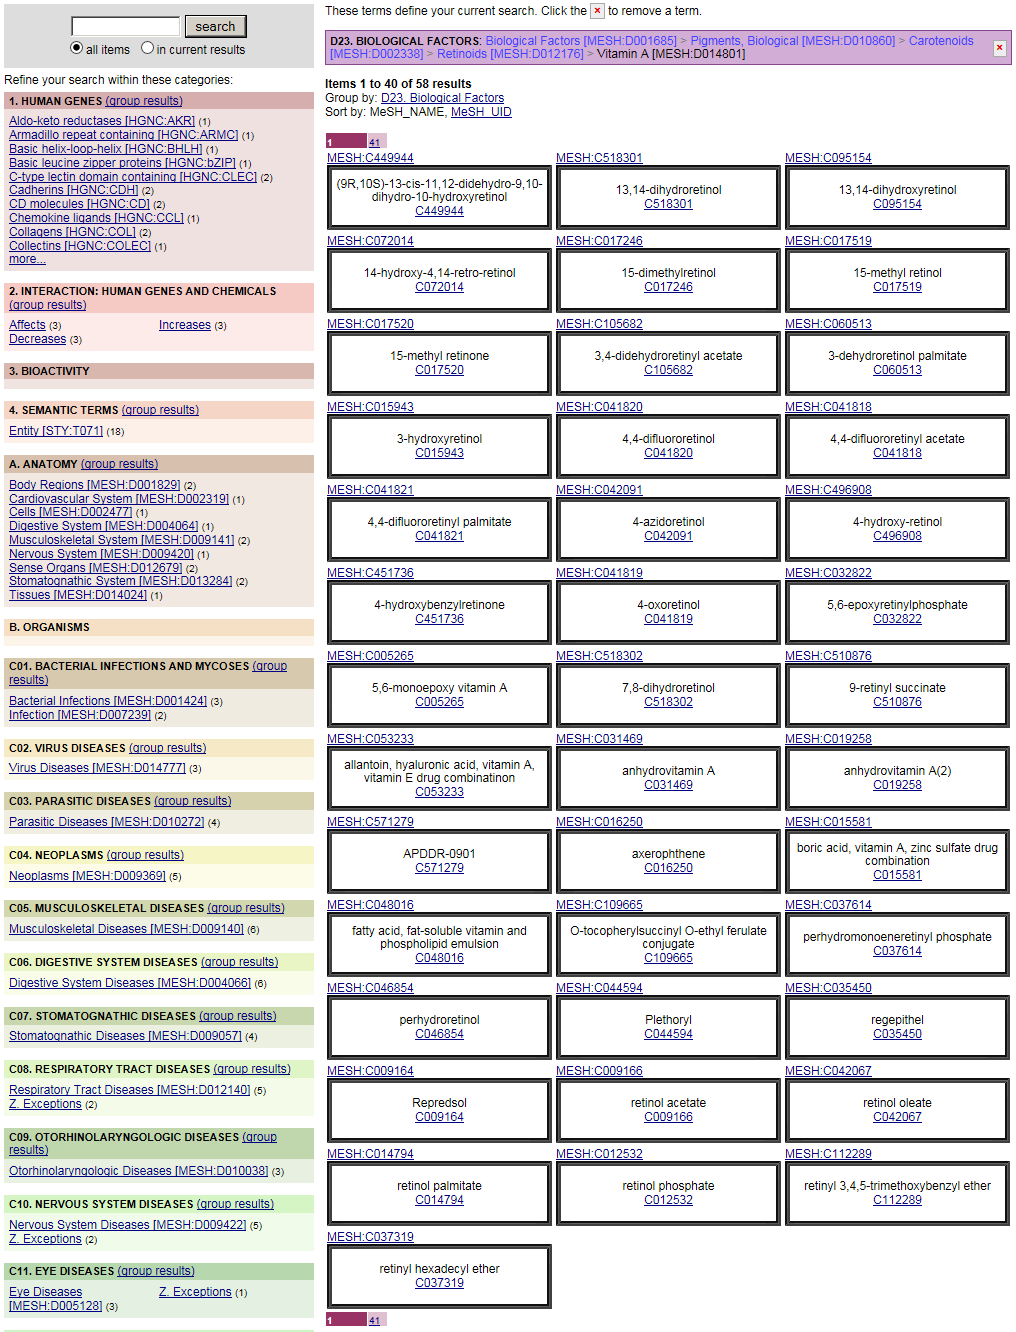 search
all items
in current results
Refine your search within these categories:
1. HUMAN GENES (group results)
Aldo-keto reductases [HGNC:AKR] (1)
Armadillo repeat containing [HGNC:ARMC] (1)
Basic helix-loop-helix [HGNC:BHLH] (1)
Basic leucine zipper proteins [HGNC:bZIP] (1)
C-type lectin domain containing [HGNC:CLEC] (2)
Cadherins [HGNC:CDH] (2)
CD molecules [HGNC:CD] (2)
Chemokine ligands [HGNC:CCL] (1)
Collagens [HGNC:COL] (2)
Collectins [HGNC:COLEC] (1)
more...
2. INTERACTION: HUMAN GENES AND CHEMICALS
(group results)
Affects (3) Increases (3)
Decreases (3)
3. BIOACTIVITY
4. SEMANTIC TERMS (group results)
Entity [STY:T071] (18)
A. ANATOMY (group results)
Body Regions [MESH:D001829] (2)
Cardiovascular System [MESH:D002319] (1)
Cells [MESH:D002477] (1)
Digestive System [MESH:D004064] (1)
Musculoskeletal System [MESH:D009141] (2)
Nervous System [MESH:D009420] (1)
Sense Organs [MESH:D012679] (2)
Stomatognathic System [MESH:D013284] (2)
Tissues [MESH:D014024] (1)
B. ORGANISMS
C01. BACTERIAL INFECTIONS AND MYCOSES (group
results)
Bacterial Infections [MESH:D001424] (3)
Infection [MESH:D007239] (2)
C02. VIRUS DISEASES (group results)
Virus Diseases [MESH:D014777] (3)
C03. PARASITIC DISEASES (group results)
Parasitic Diseases [MESH:D010272] (4)
C04. NEOPLASMS (group results)
Neoplasms [MESH:D009369] (5)
C05. MUSCULOSKELETAL DISEASES (group results)
Musculoskeletal Diseases [MESH:D009140] (6)
C06. DIGESTIVE SYSTEM DISEASES (group results)
Digestive System Diseases [MESH:D004066] (6)
C07. STOMATOGNATHIC DISEASES (group results)
Stomatognathic Diseases [MESH:D009057] (4)
C08. RESPIRATORY TRACT DISEASES (group results)
Respiratory Tract Diseases [MESH:D012140] (5)
Z. Exceptions (2)
C09. OTORHINOLARYNGOLOGIC DISEASES (group
results)
Otorhinolaryngologic Diseases [MESH:D010038] (3)
C10. NERVOUS SYSTEM DISEASES (group results)
Nervous System Diseases [MESH:D009422] (5)
Z. Exceptions (2)
C11. EYE DISEASES (group results)
Eye Diseases Z. Exceptions (1)
[MESH:D005128] (3)
These terms define your current search. Click the × to remove a term.
D23. BIOLOGICAL FACTORS: Biological Factors [MESH:D001685] > Pigments, Biological [MESH:D010860] > Carotenoids
[MESH:D002338] > Retinoids [MESH:D012176] > Vitamin A [MESH:D014801] ×
Items 1 to 40 of 58 results
Group by: D23. Biological Factors
Sort by: MeSH_NAME, MeSH_UID
1 41
MESH:C449944 MESH:C518301 MESH:C095154
(9R,10S)-13-cis-11,12-didehydro-9,10-
dihydro-10-hydroxyretinol 13,14-dihydroretinol 13,14-dihydroxyretinol
C449944 C518301 C095154
MESH:C072014 MESH:C017246 MESH:C017519
14-hydroxy-4,14-retro-retinol 15-dimethylretinol 15-methyl retinol
C072014 C017246 C017519
MESH:C017520 MESH:C105682 MESH:C060513
15-methyl retinone 3,4-didehydroretinyl acetate 3-dehydroretinol palmitate
C017520 C105682 C060513
MESH:C015943 MESH:C041820 MESH:C041818
3-hydroxyretinol 4,4-difluororetinol 4,4-difluororetinyl acetate
C015943 C041820 C041818
MESH:C041821 MESH:C042091 MESH:C496908
4,4-difluororetinyl palmitate 4-azidoretinol 4-hydroxy-retinol
C041821 C042091 C496908
MESH:C451736 MESH:C041819 MESH:C032822
4-hydroxybenzylretinone 4-oxoretinol 5,6-epoxyretinylphosphate
C451736 C041819 C032822
MESH:C005265 MESH:C518302 MESH:C510876
5,6-monoepoxy vitamin A 7,8-dihydroretinol 9-retinyl succinate
C005265 C518302 C510876
MESH:C053233 MESH:C031469 MESH:C019258
allantoin, hyaluronic acid, vitamin A,
vitamin E drug combinatinon anhydrovitamin A anhydrovitamin A(2)
C053233 C031469 C019258
MESH:C571279 MESH:C016250 MESH:C015581
APDDR-0901 axerophthene boric acid, vitamin A, zinc sulfate drug
combination
C571279 C016250 C015581
MESH:C048016 MESH:C109665 MESH:C037614
fatty acid, fat-soluble vitamin and O-tocopherylsuccinyl O-ethyl ferulate perhydromonoeneretinyl phosphate
phospholipid emulsion conjugate
C048016 C109665 C037614
MESH:C046854 MESH:C044594 MESH:C035450
perhydroretinol Plethoryl regepithel
C046854 C044594 C035450
MESH:C009164 MESH:C009166 MESH:C042067
Repredsol retinol acetate retinol oleate
C009164 C009166 C042067
MESH:C014794 MESH:C012532 MESH:C112289
retinol palmitate retinol phosphate retinyl 3,4,5-trimethoxybenzyl ether
C014794 C012532 C112289
MESH:C037319
retinyl hexadecyl ether
C037319
1 41